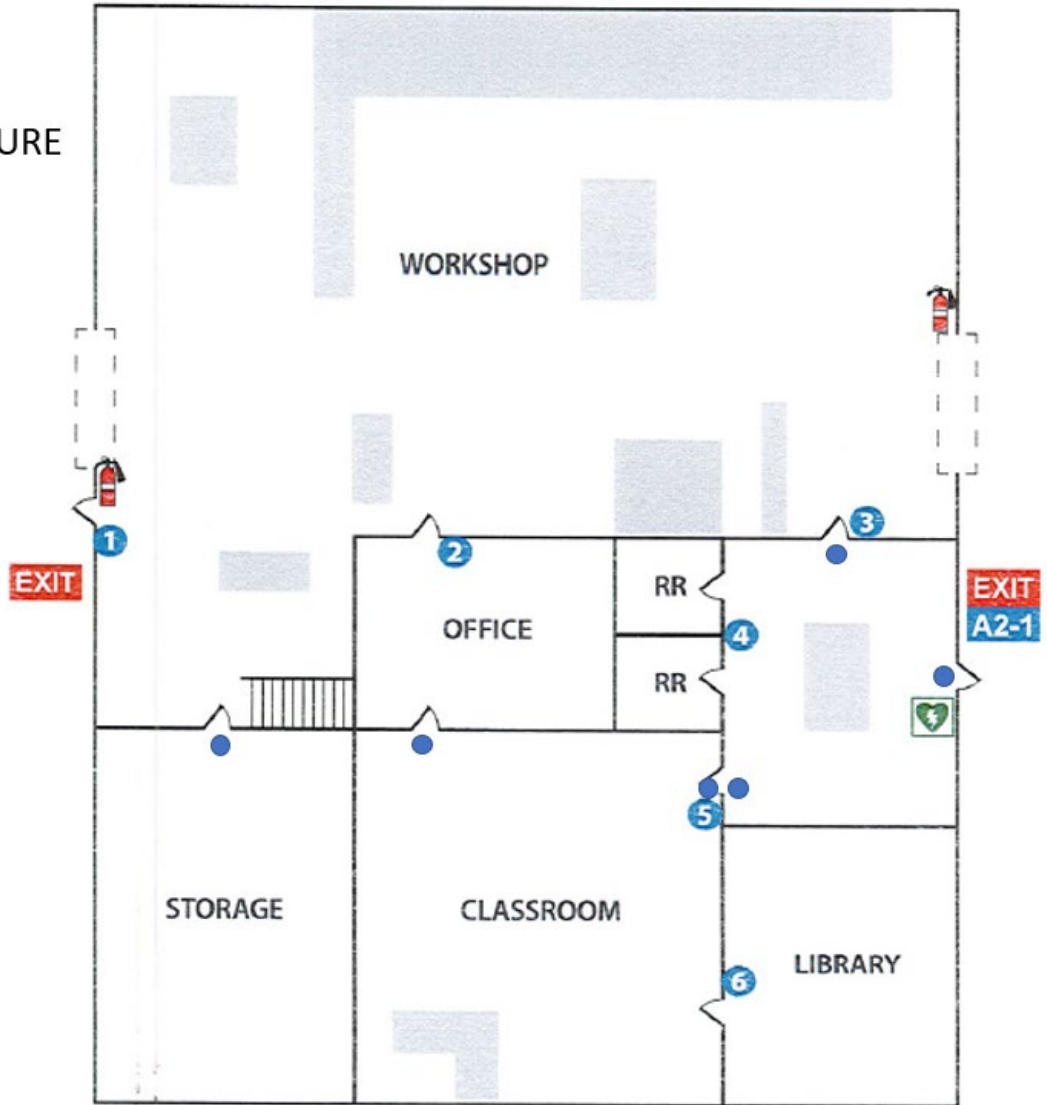 URE
WORKSHOP
1
2
3
EXIT
RR
EXIT
OFFICE
4
A2-1
RR
5
STORAGE
CLASSROOM
LIBRARY
6